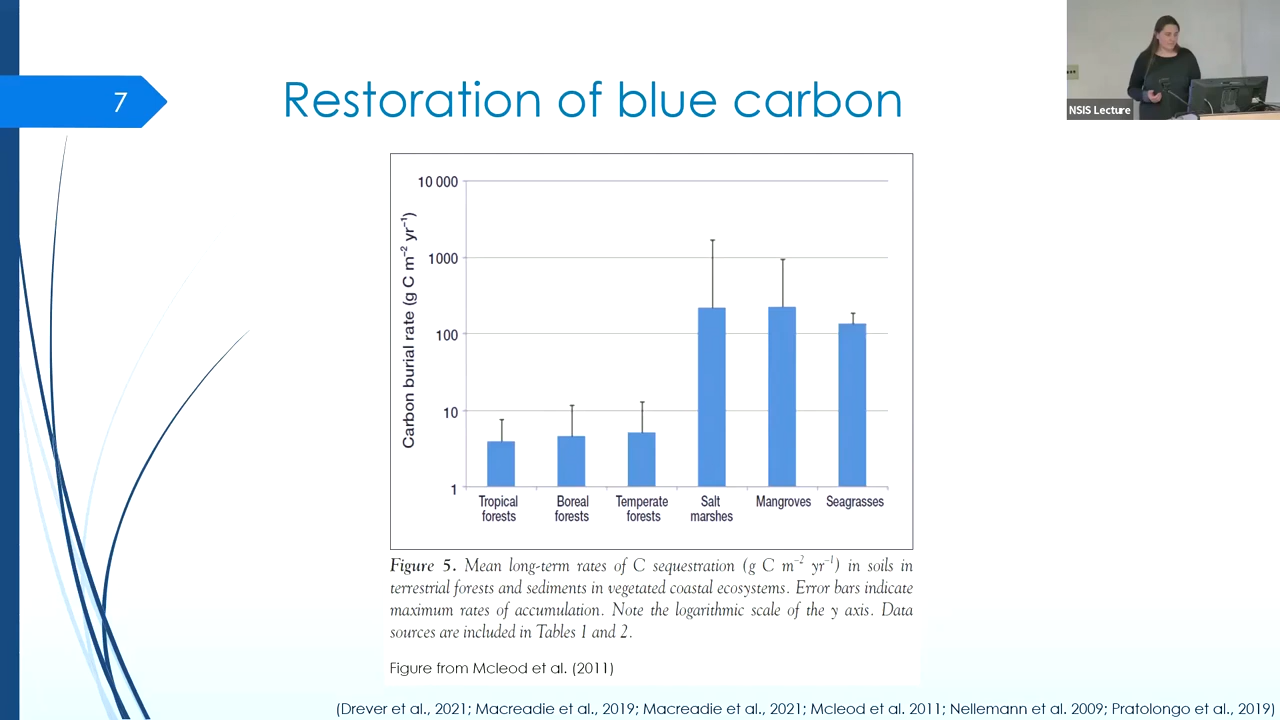 7
Restoration of blue carbon
NSIS Lecture
Carbon burial rate (g C m⁻² yr⁻¹)
10 000
1000
100
10
1
Tropical forests
Boreal forests
Temperate forests
Salt marshes
Mangroves
Seagrasses
Figure 5. Mean long-term rates of C sequestration (g C m⁻² yr⁻¹) in soils in
terrestrial forests and sediments in vegetated coastal ecosystems. Error bars indicate
maximum rates of accumulation. Note the logarithmic scale of the y axis. Data
sources are included in Tables 1 and 2.
Figure from Mcleod et al. (2011)
(Drever et al., 2021; Macreadie et al., 2019; Macreadie et al., 2021; Mcleod et al. 2011; Nellemann et al. 2009; Pratolongo et al., 2019)